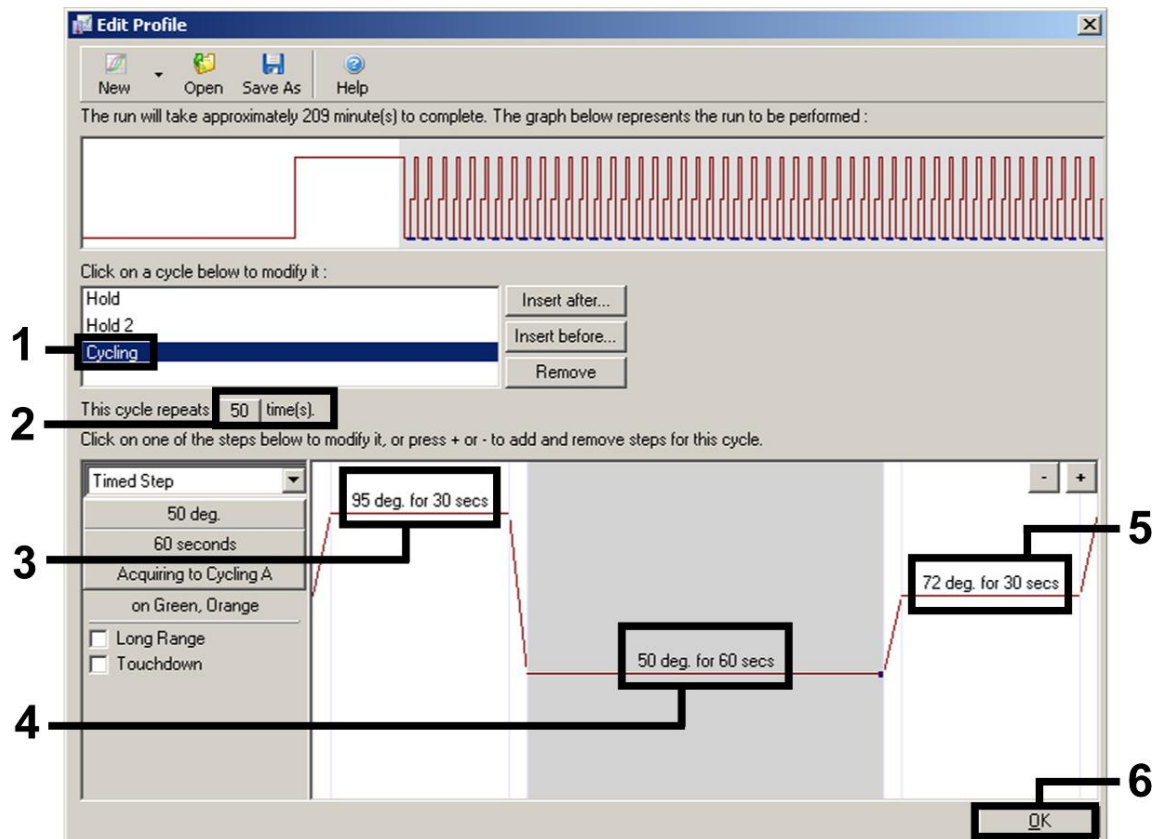 Edit Profile
New Open Save As Help
The run will take approximately 209 minute(s) to complete. The graph below represents the run to be performed :
Click on a cycle below to modify it :
Hold
Hold 2
Cycling
Insert after...
Insert before...
Remove
1
This cycle repeats 50 time(s).
2
Click on one of the steps below to modify it, or press + or - to add and remove steps for this cycle.
Timed Step
50 deg.
60 seconds
Acquiring to Cycling A
on Green, Orange
Long Range
Touchdown
- +
95 deg. for 30 secs
3
50 deg. for 60 secs
4
72 deg. for 30 secs
5
OK
6